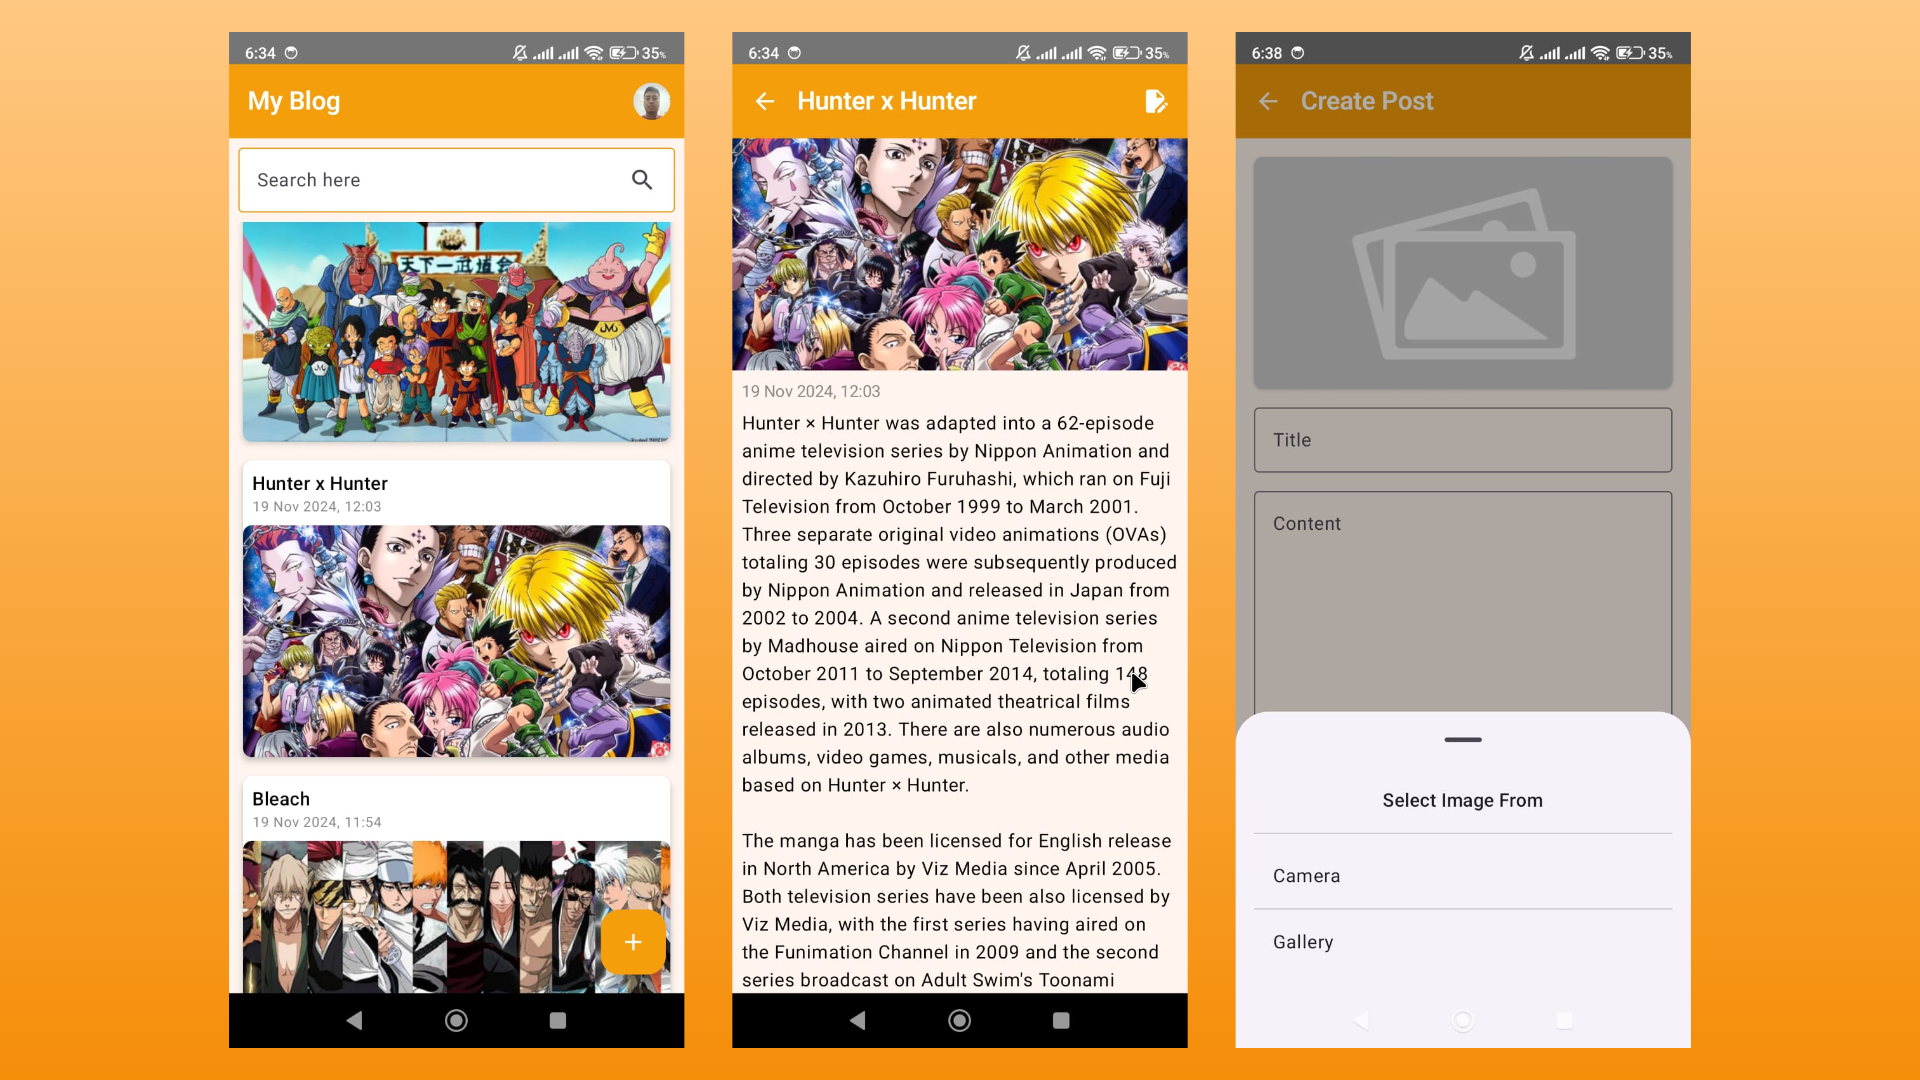 6:34
35%
My Blog
Search here
天下一武道会
Hunter x Hunter
19 Nov 2024, 12:03
Bleach
19 Nov 2024, 11:54
6:34
35%
Hunter x Hunter
19 Nov 2024, 12:03
Hunter × Hunter was adapted into a 62-episode
anime television series by Nippon Animation and
directed by Kazuhiro Furuhashi, which ran on Fuji
Television from October 1999 to March 2001.
Three separate original video animations (OVAs)
totaling 30 episodes were subsequently produced
by Nippon Animation and released in Japan from
2002 to 2004. A second anime television series
by Madhouse aired on Nippon Television from
October 2011 to September 2014, totaling 148
episodes, with two animated theatrical films
released in 2013. There are also numerous audio
albums, video games, musicals, and other media
based on Hunter × Hunter.
The manga has been licensed for English release
in North America by Viz Media since April 2005.
Both television series have been also licensed by
Viz Media, with the first series having aired on
the Funimation Channel in 2009 and the second
series broadcast on Adult Swim's Toonami
6:38
35%
Create Post
Title
Content
Select Image From
Camera
Gallery